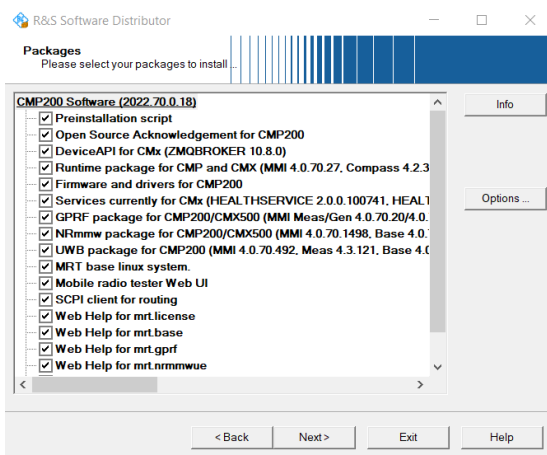 R&S Software Distributor
Packages
Please select your packages to install ...
CMP200 Software (2022.70.0.18)
Info
Preinstallation script
Open Source Acknowledgement for CMP200
DeviceAPI for CMx (ZMQBROKER 10.8.0)
Runtime package for CMP and CMX (MMI 4.0.70.27, Compass 4.2.3
Firmware and drivers for CMP200
Services currently for CMx (HEALTHSERVICE 2.0.0.100741, HEALT
Options ...
GPRF package for CMP200/CMX500 (MMI Meas/Gen 4.0.70.20/4.0.
NRmmw package for CMP200/CMX500 (MMI 4.0.70.1498, Base 4.0.
UWB package for CMP200 (MMI 4.0.70.492, Meas 4.3.121, Base 4.0
MRT base linux system.
Mobile radio tester Web UI
SCPI client for routing
Web Help for mrt.license
Web Help for mrt.base
Web Help for mrt.gprf
Web Help for mrt.nrmmwue
< Back
Next >
Exit
Help